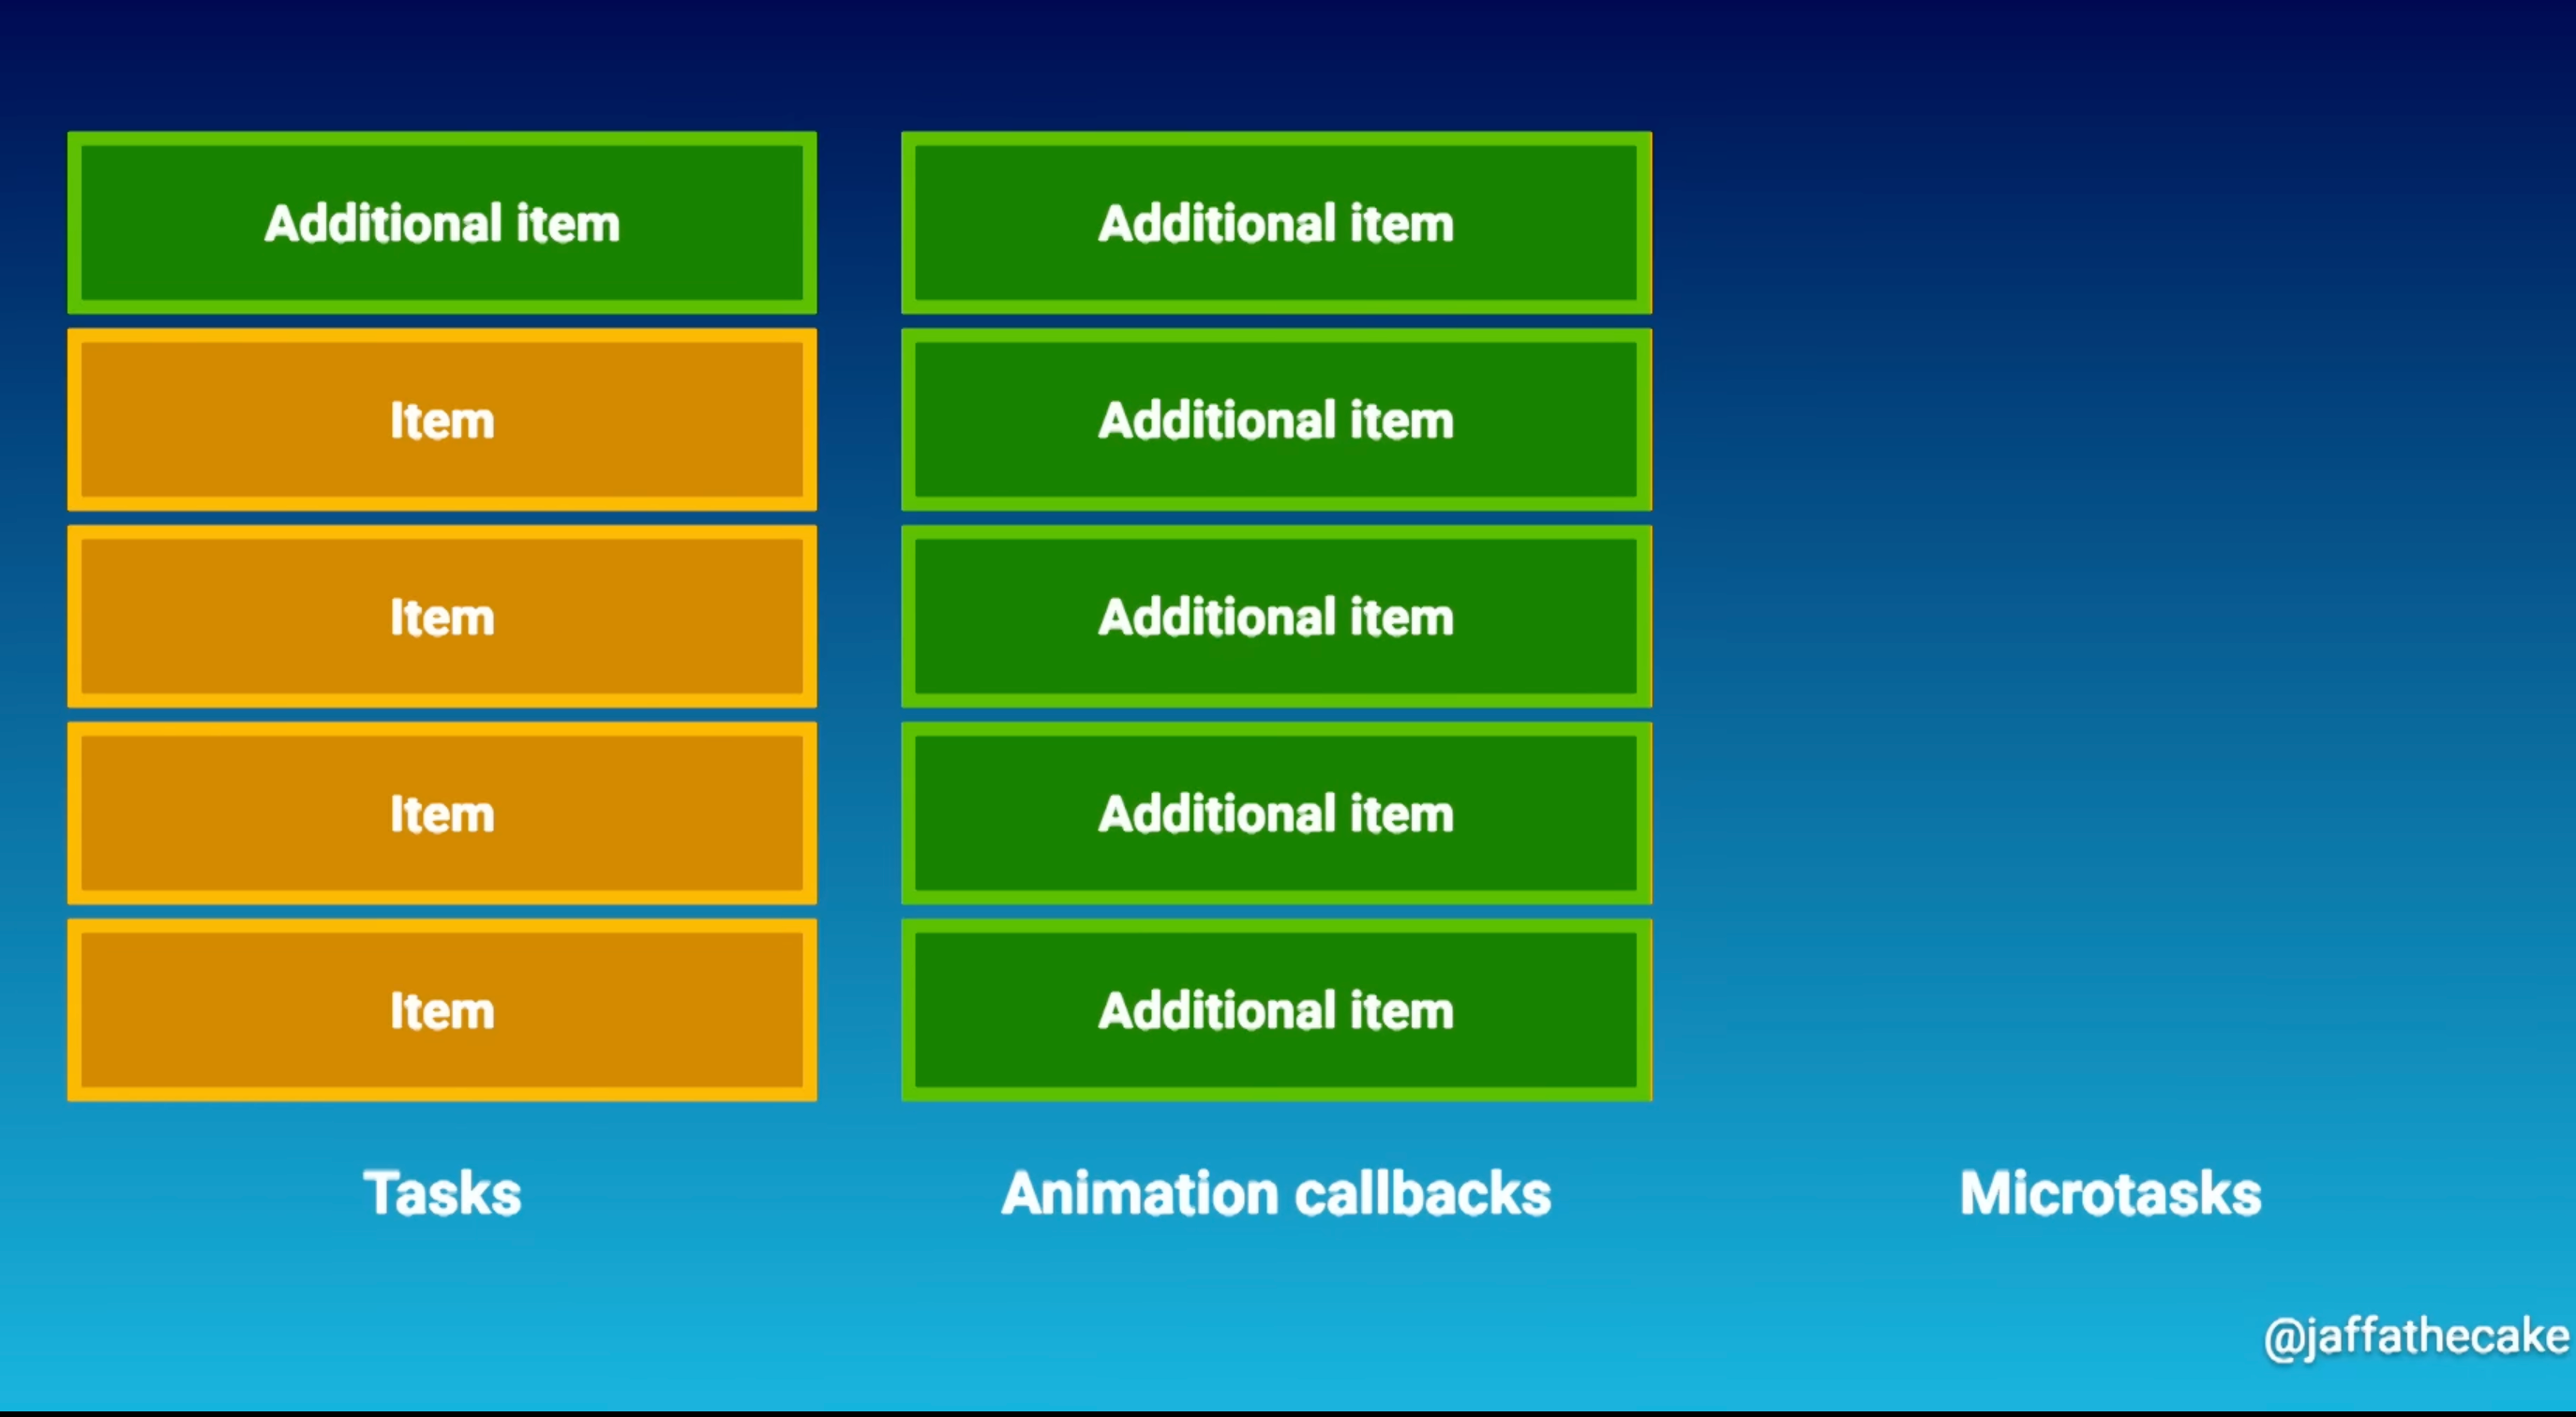 Additional item
Item
Item
Item
Item
Tasks
Additional item
Additional item
Additional item
Additional item
Additional item
Animation callbacks
Microtasks
@jaffathecake